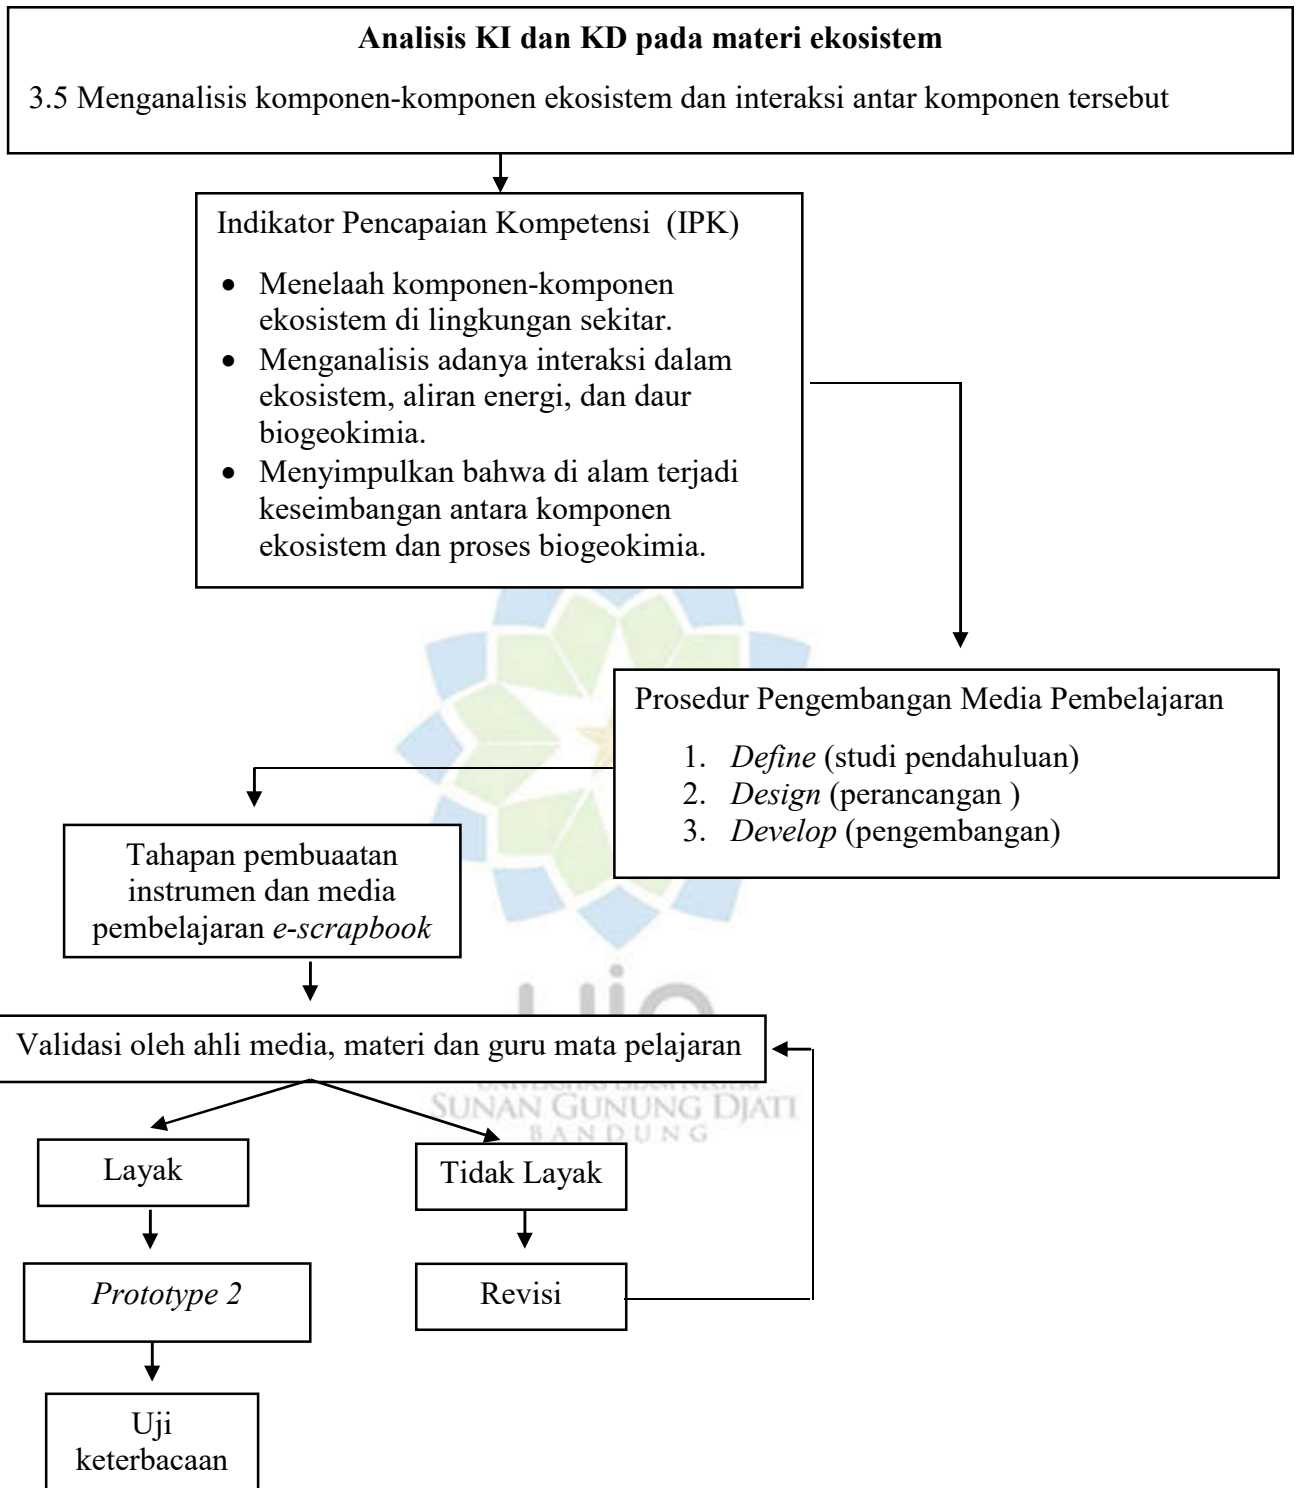 Analisis KI dan KD pada materi ekosistem
3.5 Menganalisis komponen-komponen ekosistem dan interaksi antar komponen tersebut
Indikator Pencapaian Kompetensi (IPK)
• Menelaah komponen-komponen
ekosistem di lingkungan sekitar.
• Menganalisis adanya interaksi dalam
ekosistem, aliran energi, dan daur
biogeokimia.
• Menyimpulkan bahwa di alam terjadi
keseimbangan antara komponen
ekosistem dan proses biogeokimia.
Prosedur Pengembangan Media Pembelajaran
1. Define (studi pendahuluan)
2. Design (perancangan )
3. Develop (pengembangan)
Tahapan pembuaatan
instrumen dan media
pembelajaran e-scrapbook
Validasi oleh ahli media, materi dan guru mata pelajaran
SUNAN GUNUNG DJATI
BANDUNG
Layak
Tidak Layak
Prototype 2
Revisi
Uji
keterbacaan